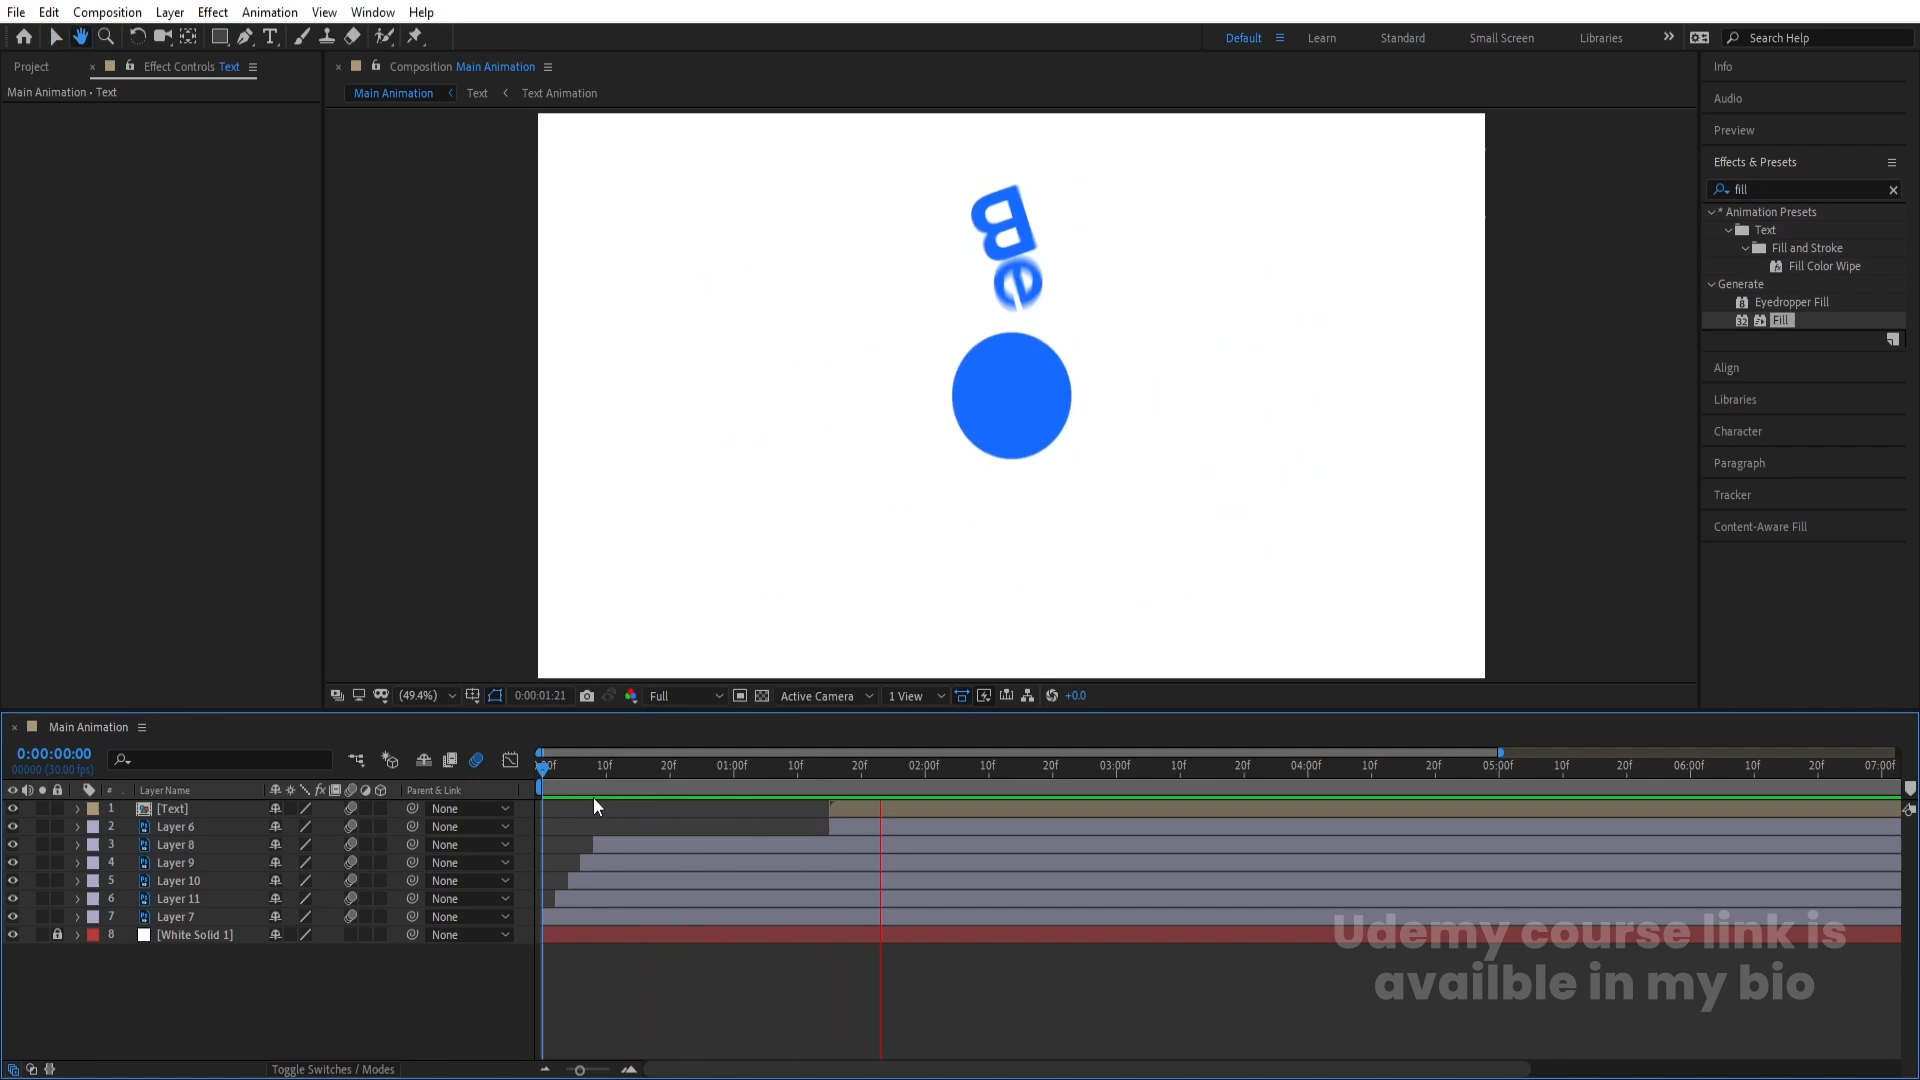 File Edit Composition Layer Effect Animation View Window Help
Default Learn Standard Small Screen Libraries Search Help
Project Effect Controls Text
Main Animation • Text
Composition Main Animation
Main Animation Text Text Animation
Be
Info
Audio
Preview
Effects & Presets
fill
* Animation Presets
Text
Fill and Stroke
Fill Color Wipe
Generate
Eyedropper Fill
Fill
Align
Libraries
Character
Paragraph
Tracker
Content-Aware Fill
(49.4%) 0:00:01:21 Full Active Camera 1 View +0.0
Main Animation
0:00:00:00
00000 (30.00 fps)
10f 20f 01:00f 10f 20f 02:00f 10f 20f 03:00f 10f 20f 04:00f 10f 20f 05:00f 10f 20f 06:00f 10f 20f 07:00f
# Layer Name Parent & Link
1 [Text] None
2 Layer 6 None
3 Layer 8 None
4 Layer 9 None
5 Layer 10 None
6 Layer 11 None
7 Layer 7 None
8 [White Solid 1] None
Udemy course link is
availble in my bio
Toggle Switches / Modes